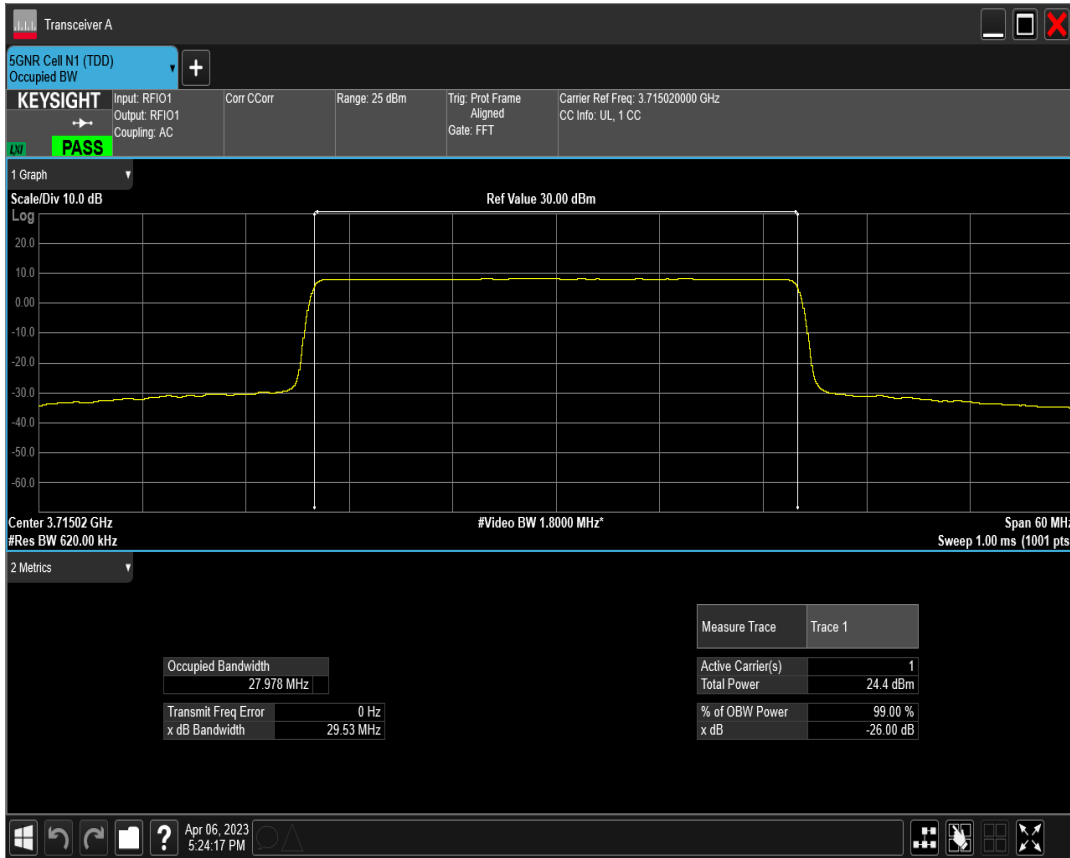 Transceiver A
5GNR Cell N1 (TDD)
Occupied BW
+
KEYSIGHT
LXI
PASS
Input: RFIO1
Output: RFIO1
Coupling: AC
Corr CCorr
Range: 25 dBm
Trig: Prot Frame
Aligned
Gate: FFT
Carrier Ref Freq: 3.715020000 GHz
CC Info: UL, 1 CC
1 Graph
Scale/Div 10.0 dB
Ref Value 30.00 dBm
Log
20.0
10.0
0.00
-10.0
-20.0
-30.0
-40.0
-50.0
-60.0
Center 3.71502 GHz
#Video BW 1.8000 MHz*
Span 60 MHz
#Res BW 620.00 kHz
Sweep 1.00 ms (1001 pts
2 Metrics
Measure Trace Trace 1
Occupied Bandwidth
27.978 MHz
Active Carrier(s) 1
Total Power 24.4 dBm
Transmit Freq Error 0 Hz
x dB Bandwidth 29.53 MHz
% of OBW Power 99.00 %
x dB -26.00 dB
?
Apr 06, 2023
5:24:17 PM